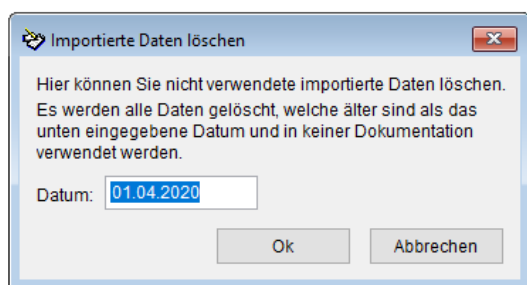 Importierte Daten löschen
Hier können Sie nicht verwendete importierte Daten löschen.
Es werden alle Daten gelöscht, welche älter sind als das
unten eingegebene Datum und in keiner Dokumentation
verwendet werden.
Datum: 01.04.2020
Ok Abbrechen